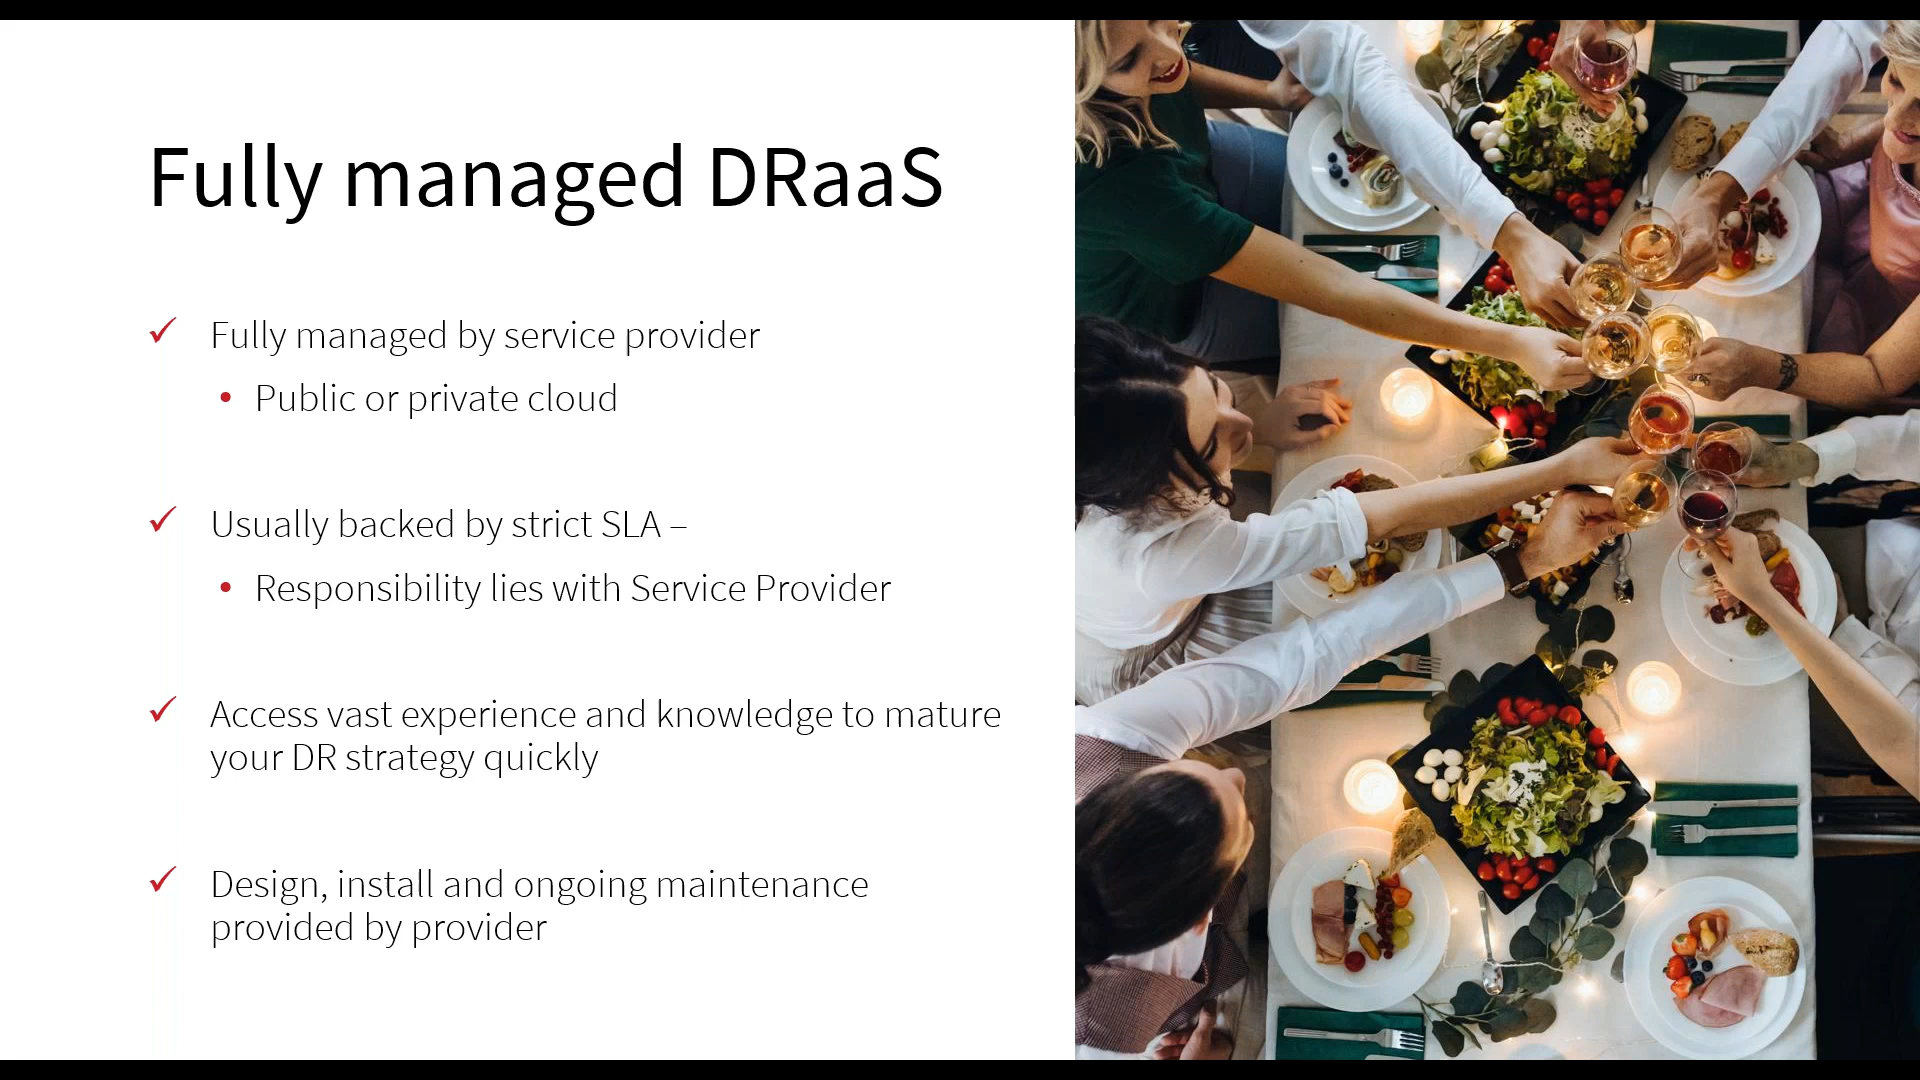 Fully managed DRaaS
✓ Fully managed by service provider
• Public or private cloud
✓ Usually backed by strict SLA –
• Responsibility lies with Service Provider
✓ Access vast experience and knowledge to mature
your DR strategy quickly
✓ Design, install and ongoing maintenance
provided by provider